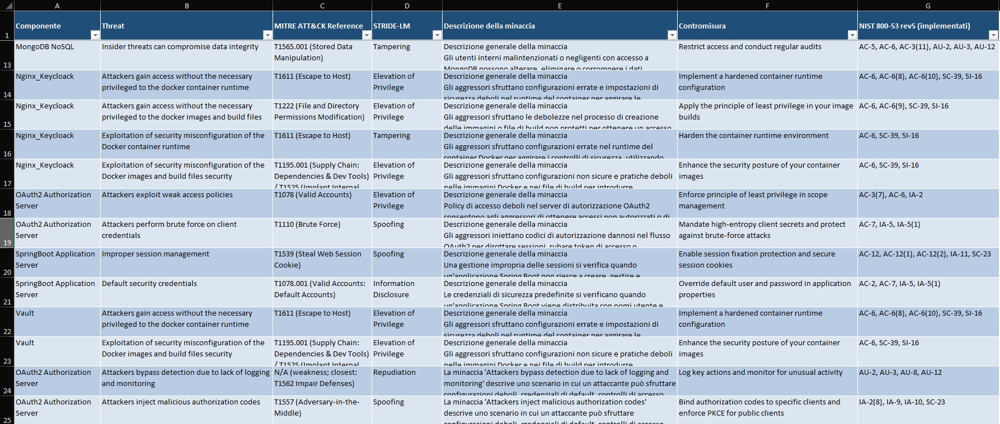 A B C D E F G
1 Componente Threat MITRE ATT&CK Reference STRIDE-LM Descrizione della minaccia Contromisura NIST 800-53 rev5 (implementati)
MongoDB NoSQL Insider threats can compromise data integrity T1565.001 (Stored Data Tampering Descrizione generale della minaccia Restrict access and conduct regular audits AC-5, AC-6, AC-3(11), AU-2, AU-3, AU-12
Manipulation) Gli utenti interni malintenzionati o negligenti con accesso a
13 MongoDB possono alterare, eliminare o corrompere i dati
Nginx_Keycloack Attackers gain access without the necessary T1611 (Escape to Host) Elevation of Descrizione generale della minaccia Implement a hardened container runtime AC-6, AC-6(8), AC-6(10), SC-39, SI-16
privileged to the docker container runtime Privilege Gli aggressori sfruttano configurazioni errate e impostazioni di configuration
14 sicurezza deboli nel runtime del container per aggirare le
Nginx_Keycloack Attackers gain access without the necessary T1222 (File and Directory Elevation of Descrizione generale della minaccia Apply the principle of least privilege in your image AC-6, AC-6(9), SC-39, SI-16
privileged to the docker images and build files Permissions Modification) Privilege Gli aggressori sfruttano le debolezze nel processo di creazione builds
15 delle immagini o file di build non protetti per ottenere un accesso
Nginx_Keycloack Exploitation of security misconfiguration of the T1611 (Escape to Host) Tampering Descrizione generale della minaccia Harden the container runtime environment AC-6, SC-39, SI-16
Docker container runtime Gli aggressori sfruttano configurazioni errate nel runtime del
16 container Docker per aggirare i controlli di sicurezza, utilizzando
Nginx_Keycloack Exploitation of security misconfiguration of the T1195.001 (Supply Chain: Elevation of Descrizione generale della minaccia Enhance the security posture of your container AC-6, SC-39, SI-16
Docker images and build files security Dependencies & Dev Tools) Privilege Gli aggressori sfruttano configurazioni non sicure e pratiche deboli images
17 / T1525 (Implant Internal nelle immagini Docker e nei file di build per introdurre
OAuth2 Authorization Attackers exploit weak access policies T1078 (Valid Accounts) Elevation of Descrizione generale della minaccia Enforce principle of least privilege in scope AC-3(7), AC-6, IA-2
Server Privilege Policy di accesso deboli nel server di autorizzazione OAuth2 management
18 consentono agli aggressori di ottenere accessi non autorizzati o di
OAuth2 Authorization Attackers perform brute force on client T1110 (Brute Force) Spoofing Descrizione generale della minaccia Mandate high-entropy client secrets and protect AC-7, IA-5, IA-5(1)
Server credentials Gli aggressori iniettano codici di autorizzazione dannosi nel flusso against brute-force attacks
19 OAuth2 per dirottare sessioni, rubare token di accesso o
SpringBoot Application Improper session management T1539 (Steal Web Session Spoofing Descrizione generale della minaccia Enable session fixation protection and secure AC-12, AC-12(1), AC-12(2), IA-11, SC-23
Server Cookie) Una gestione impropria delle sessioni si verifica quando session cookies
20 un'applicazione Spring Boot non riesce a creare, gestire e
SpringBoot Application Default security credentials T1078.001 (Valid Accounts: Information Descrizione generale della minaccia Override default user and password in application AC-2, AC-7, IA-5, IA-5(1)
Server Default Accounts) Disclosure Le credenziali di sicurezza predefinite si verificano quando properties
21 un'applicazione Spring Boot viene distribuita con nomi utente e
Vault Attackers gain access without the necessary T1611 (Escape to Host) Elevation of Descrizione generale della minaccia Implement a hardened container runtime AC-6, AC-6(8), AC-6(10), SC-39, SI-16
privileged to the docker container runtime Privilege Gli aggressori sfruttano configurazioni errate e impostazioni di configuration
22 sicurezza deboli nel runtime del container per aggirare le
Vault Exploitation of security misconfiguration of the T1195.001 (Supply Chain: Elevation of Descrizione generale della minaccia Enhance the security posture of your container AC-6, SC-39, SI-16
Docker images and build files security Dependencies & Dev Tools) Privilege Gli aggressori sfruttano configurazioni non sicure e pratiche deboli images
23 / T1525 (Implant Internal nelle immagini Docker e nei file di build per introdurre
OAuth2 Authorization Attackers bypass detection due to lack of logging N/A (weakness; closest: Repudiation La minaccia 'Attackers bypass detection due to lack of logging and Log key actions and monitor for unusual activity AU-2, AU-3, AU-8, AU-12
Server and monitoring T1562 Impair Defenses) monitoring' descrive uno scenario in cui un attaccante può sfruttare
24 configurazioni deboli, credenziali di default, controlli di accesso
OAuth2 Authorization Attackers inject malicious authorization codes T1557 (Adversary-in-the- Spoofing La minaccia 'Attackers inject malicious authorization codes' Bind authorization codes to specific clients and IA-2(8), IA-9, IA-10, SC-23
Server Middle) descrive uno scenario in cui un attaccante può sfruttare enforce PKCE for public clients
25 configurazioni deboli, credenziali di default, controlli di accesso